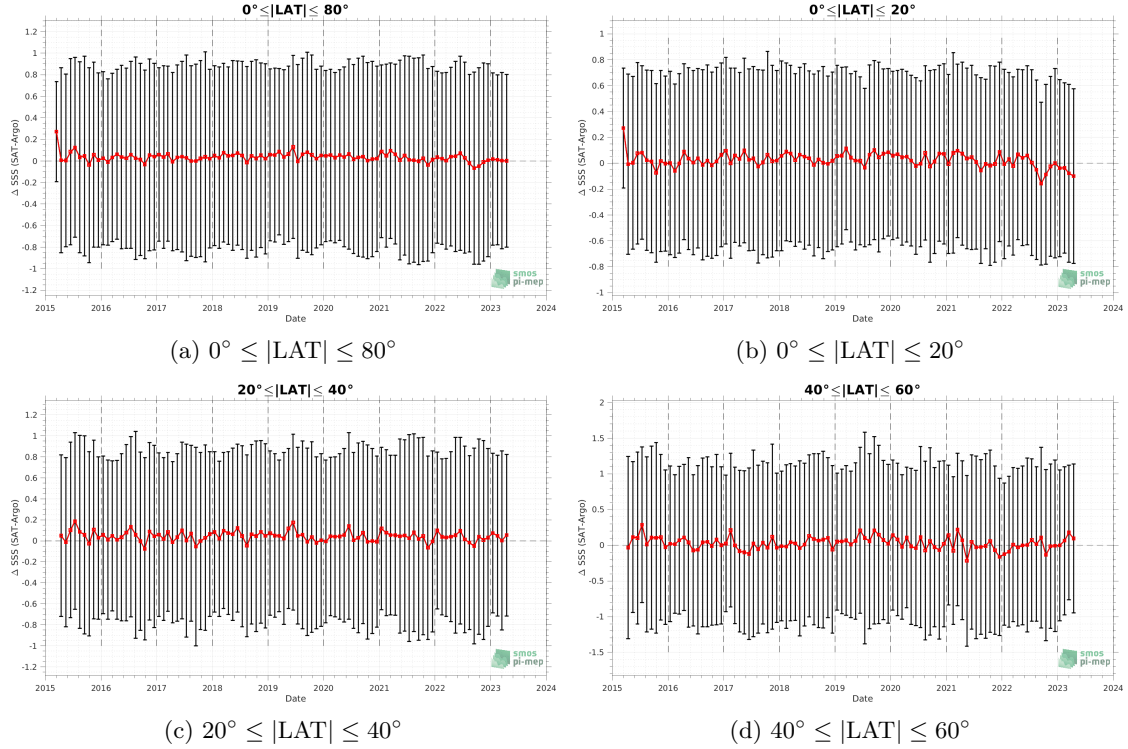 0°≤|LAT|≤ 80°
1.2
1
0.8
0.6
0.4
0.2
0
-0.2
-0.4
-0.6
-0.8
-1
-1.2
Δ SSS (SAT-Argo)
2015 2016 2017 2018 2019 2020 2021 2022 2023 2024
Date
smos
pi-mep
(a) 0° ≤ |LAT| ≤ 80°
0°≤|LAT|≤ 20°
1
0.8
0.6
0.4
0.2
0
-0.2
-0.4
-0.6
-0.8
-1
Δ SSS (SAT-Argo)
2015 2016 2017 2018 2019 2020 2021 2022 2023 2024
Date
smos
pi-mep
(b) 0° ≤ |LAT| ≤ 20°
20°≤|LAT|≤ 40°
1.2
1
0.8
0.6
0.4
0.2
0
-0.2
-0.4
-0.6
-0.8
-1
-1.2
Δ SSS (SAT-Argo)
2015 2016 2017 2018 2019 2020 2021 2022 2023 2024
Date
smos
pi-mep
(c) 20° ≤ |LAT| ≤ 40°
40°≤|LAT|≤ 60°
2
1.5
1
0.5
0
-0.5
-1
-1.5
Δ SSS (SAT-Argo)
2015 2016 2017 2018 2019 2020 2021 2022 2023 2024
Date
smos
pi-mep
(d) 40° ≤ |LAT| ≤ 60°